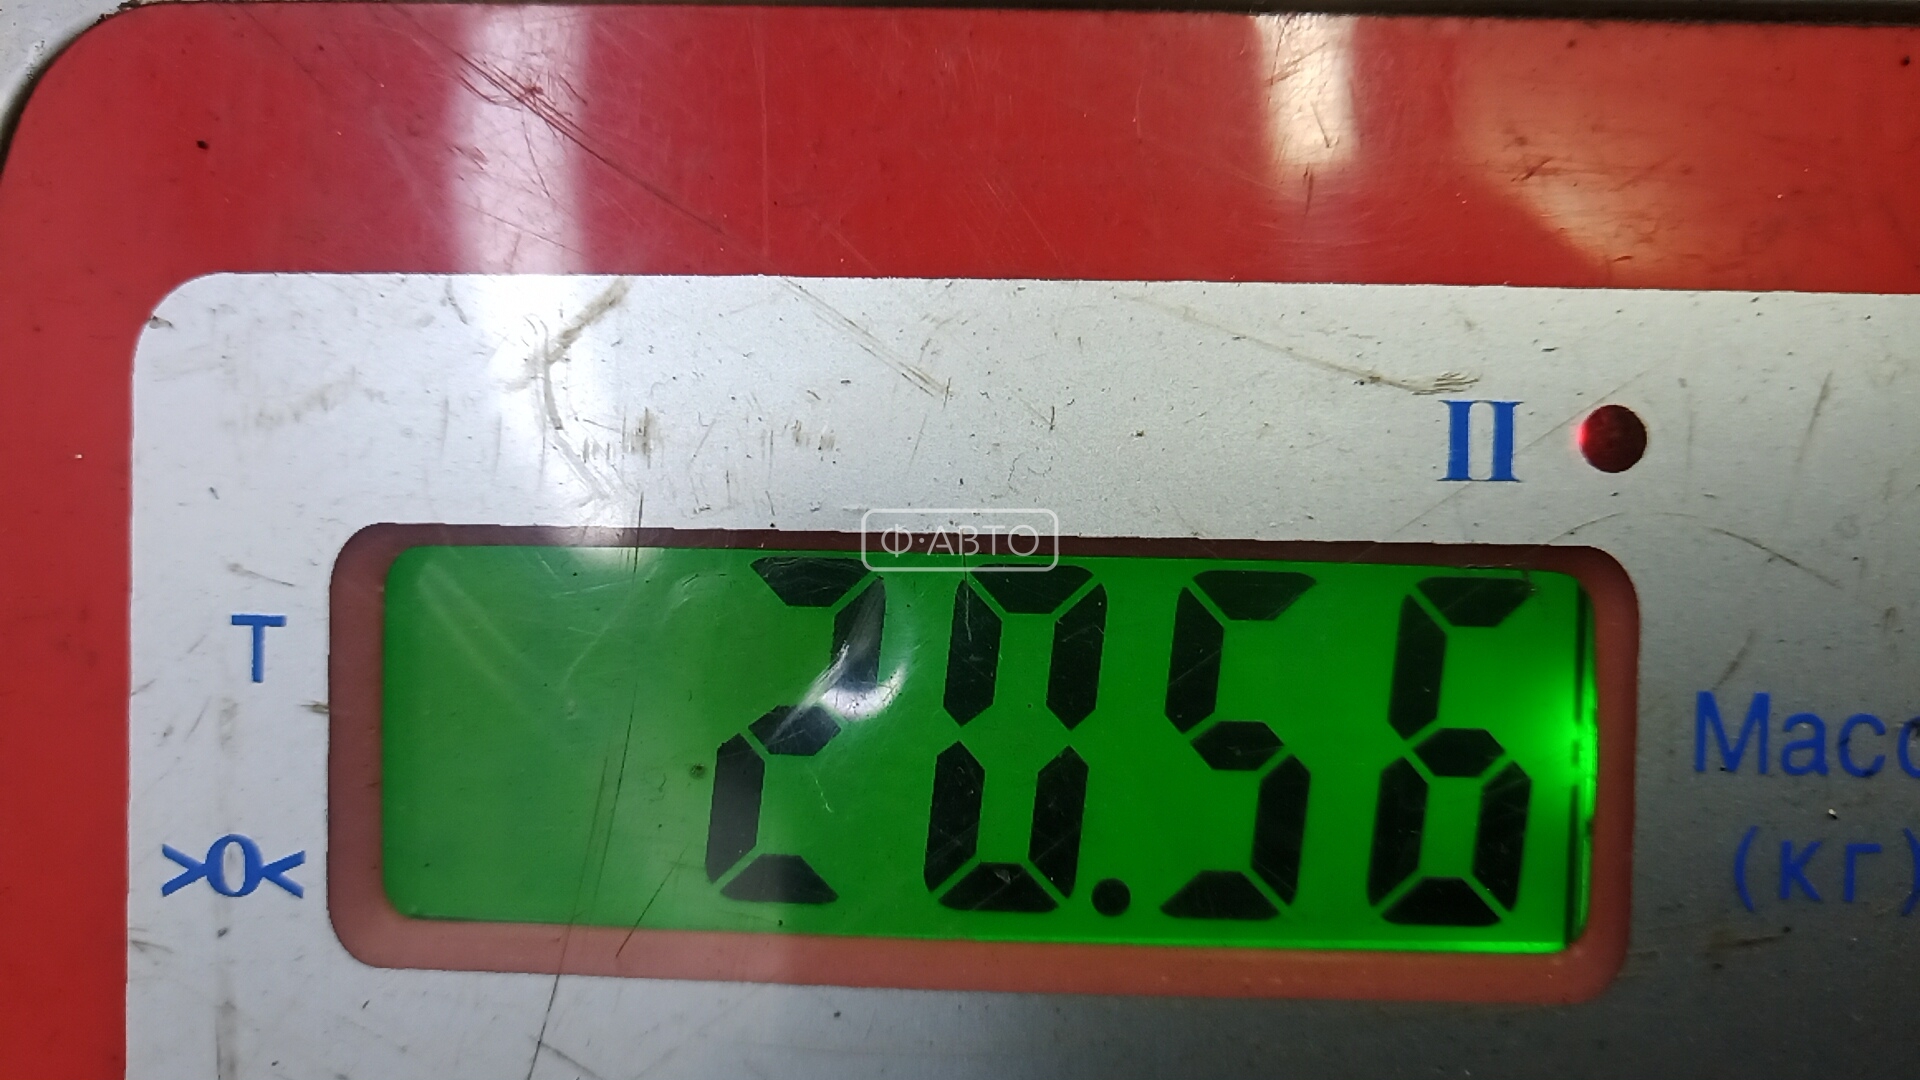 II
Ф·АВТО
T
20.56
Масс
>0<
(кг)